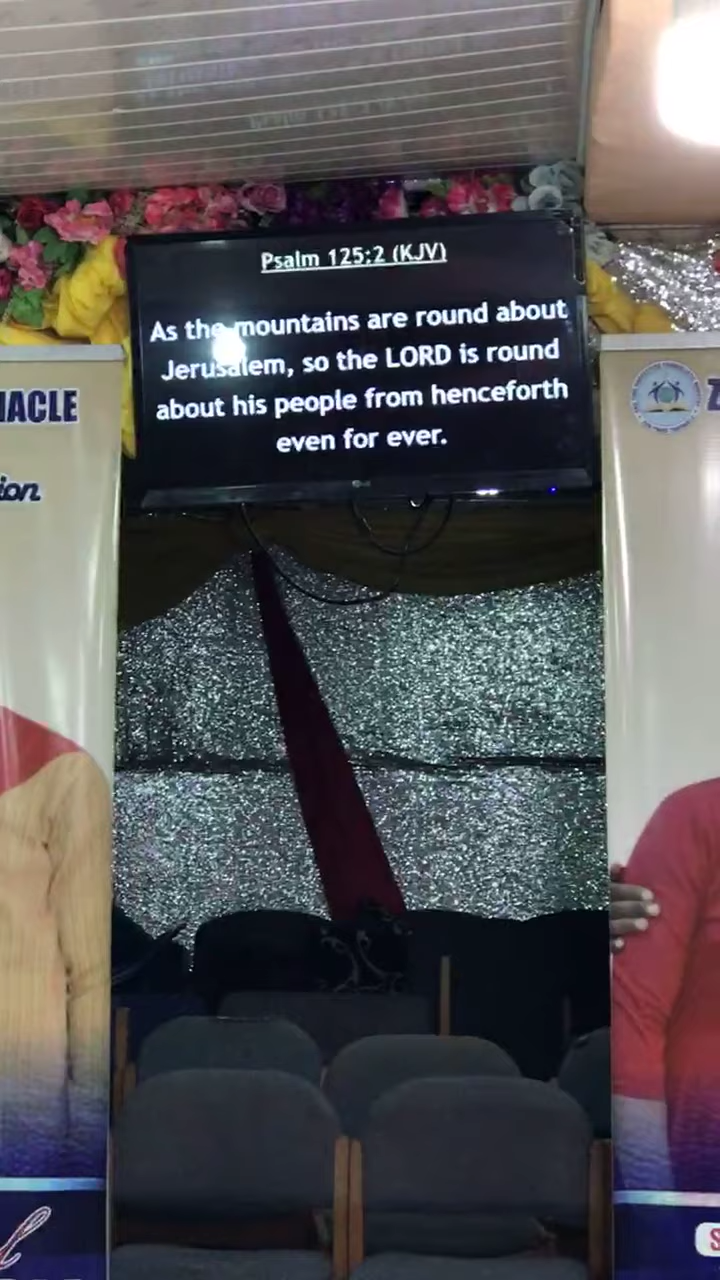 Psalm 125:2 (KJV)
As the mountains are round about
Jerusalem, so the LORD is round
about his people from henceforth
even for ever.
NACLE
ion
Z
S